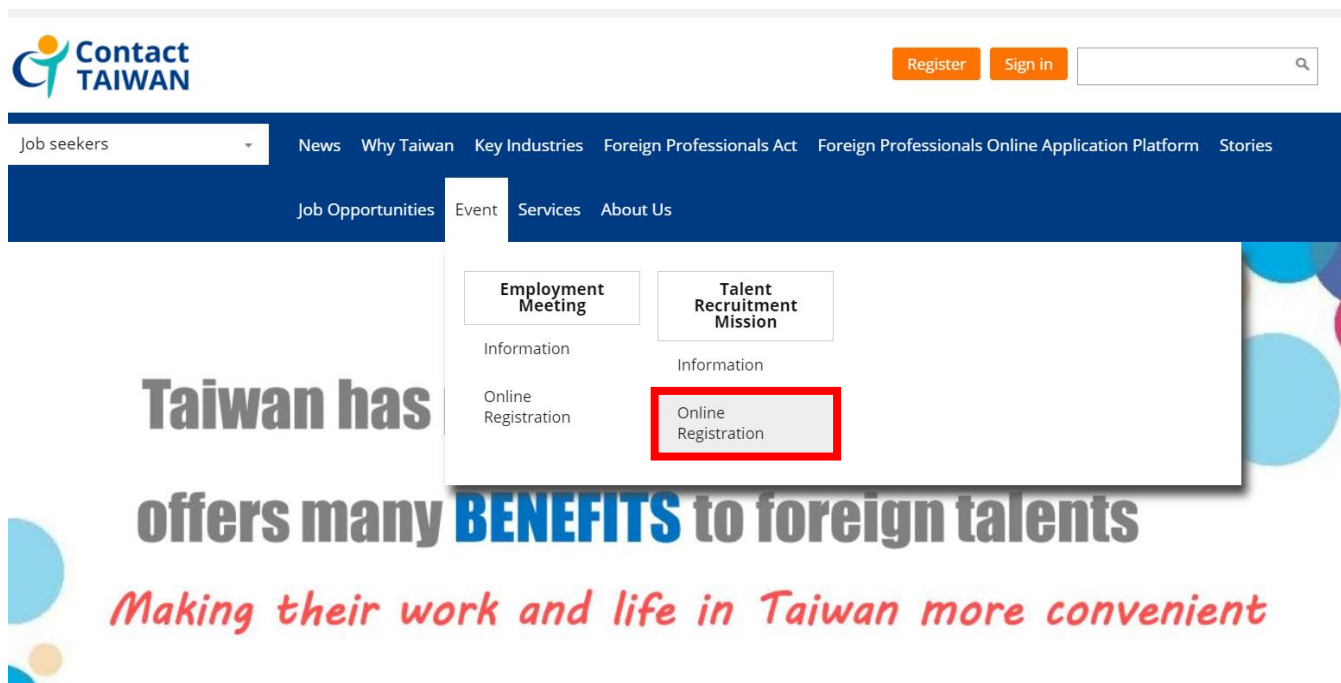 Contact
TAIWAN
Register Sign in
Job seekers
News Why Taiwan Key Industries Foreign Professionals Act Foreign Professionals Online Application Platform Stories
Job Opportunities Event Services About Us
Employment
Meeting
Information
Online
Registration
Talent
Recruitment
Mission
Information
Online
Registration
Taiwan has
offers many BENEFITS to foreign talents
Making their work and life in Taiwan more convenient